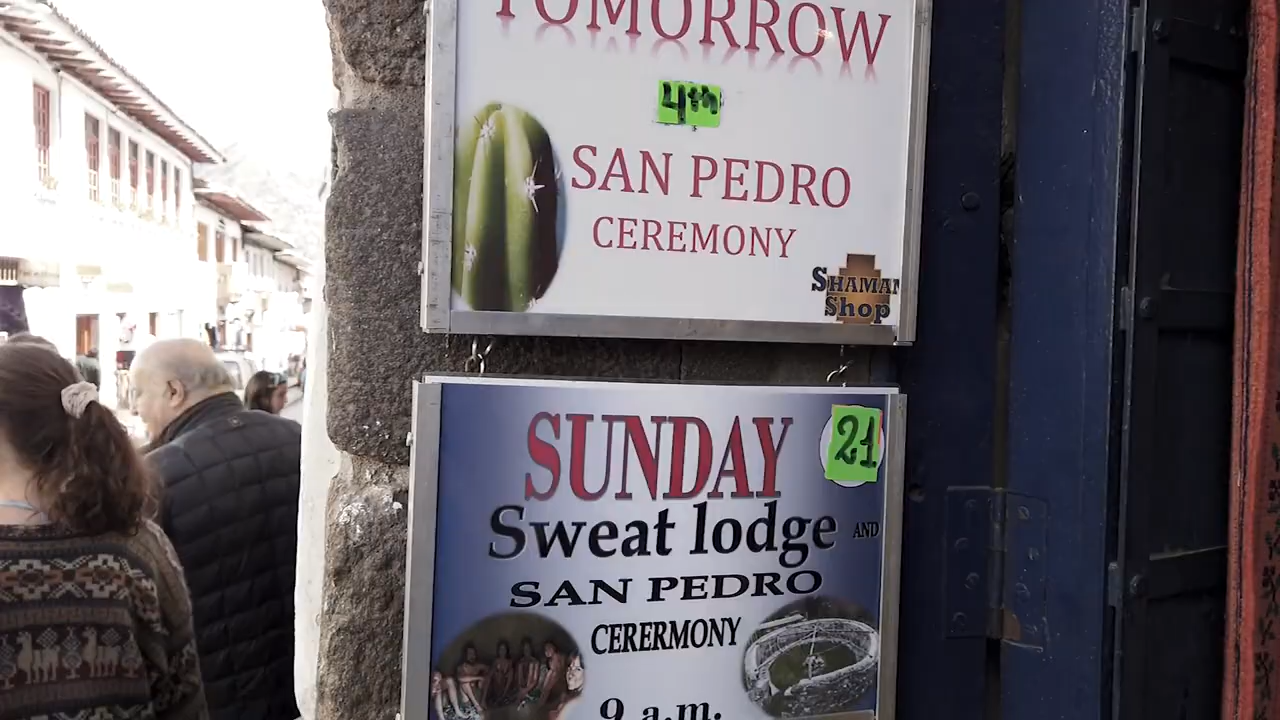 TOMORROW
4th
SAN PEDRO
CEREMONY
SHAMAN
Shop
SUNDAY
21
Sweat lodge AND
SAN PEDRO
CERERMONY
9 a.m.